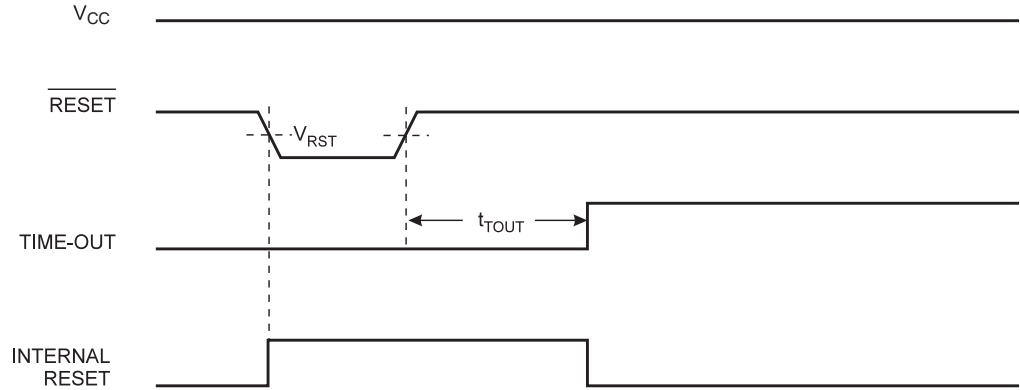 VCC
RESET
VRST
tTOUT
TIME-OUT
INTERNAL
RESET